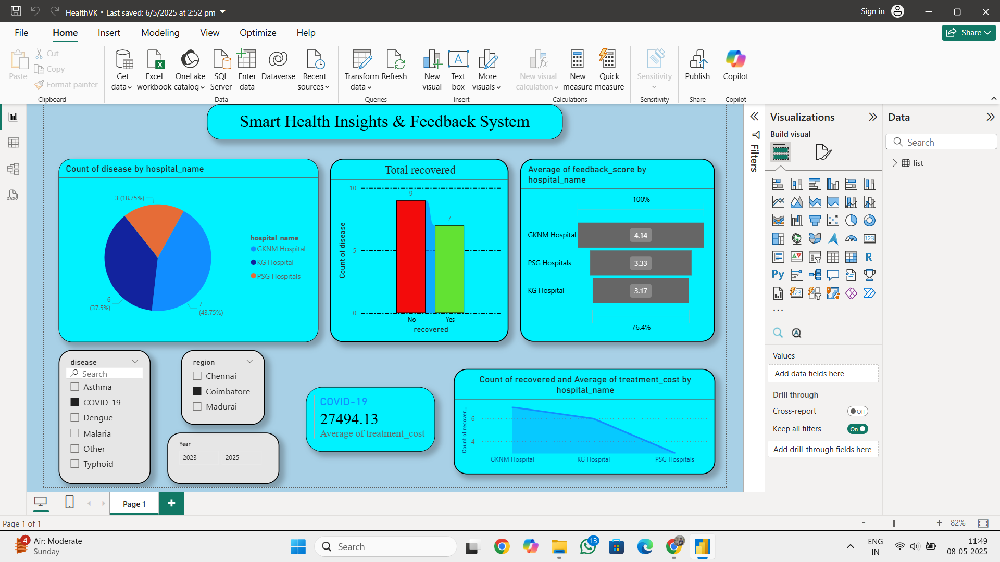 HealthVK • Last saved: 6/5/2025 at 2:52 pm
Sign in
File Home Insert Modeling View Optimize Help
Share
Paste
Cut
Copy
Format painter
Clipboard
Get data
Excel workbook
OneLake catalog
SQL Server
Enter data
Dataverse
Recent sources
Data
Transform data
Refresh
Queries
New visual
Text box
More visuals
Insert
New visual calculation
New measure
Quick measure
Calculations
Sensitivity
Sensitivity
Publish
Share
Copilot
Copilot
Smart Health Insights & Feedback System
Count of disease by hospital_name
3 (18.75%)
6
(37.5%)
7
(43.75%)
hospital_name
GKNM Hospital
KG Hospital
PSG Hospitals
Total recovered
Count of disease
10
5
0
9
7
No Yes
recovered
Average of feedback_score by
hospital_name
100%
GKNM Hospital 4.14
PSG Hospitals 3.33
KG Hospital 3.17
76.4%
disease
Search
Asthma
COVID-19
Dengue
Malaria
Other
Typhoid
region
Chennai
Coimbatore
Madurai
Year
2023 2025
COVID-19
27494.13
Average of treatment_cost
Count of recovered and Average of treatment_cost by
hospital_name
Count of recover...
6
4
GKNM Hospital KG Hospital PSG Hospitals
Filters
Visualizations
Build visual
123
R
Py
123
...
Values
Add data fields here
Drill through
Cross-report Off
Keep all filters On
Add drill-through fields here
Data
Search
list
DAX
Page 1
Page 1 of 1
- + 82%
4
Air: Moderate
Sunday
Search
13
ENG
IN
11:49
08-05-2025